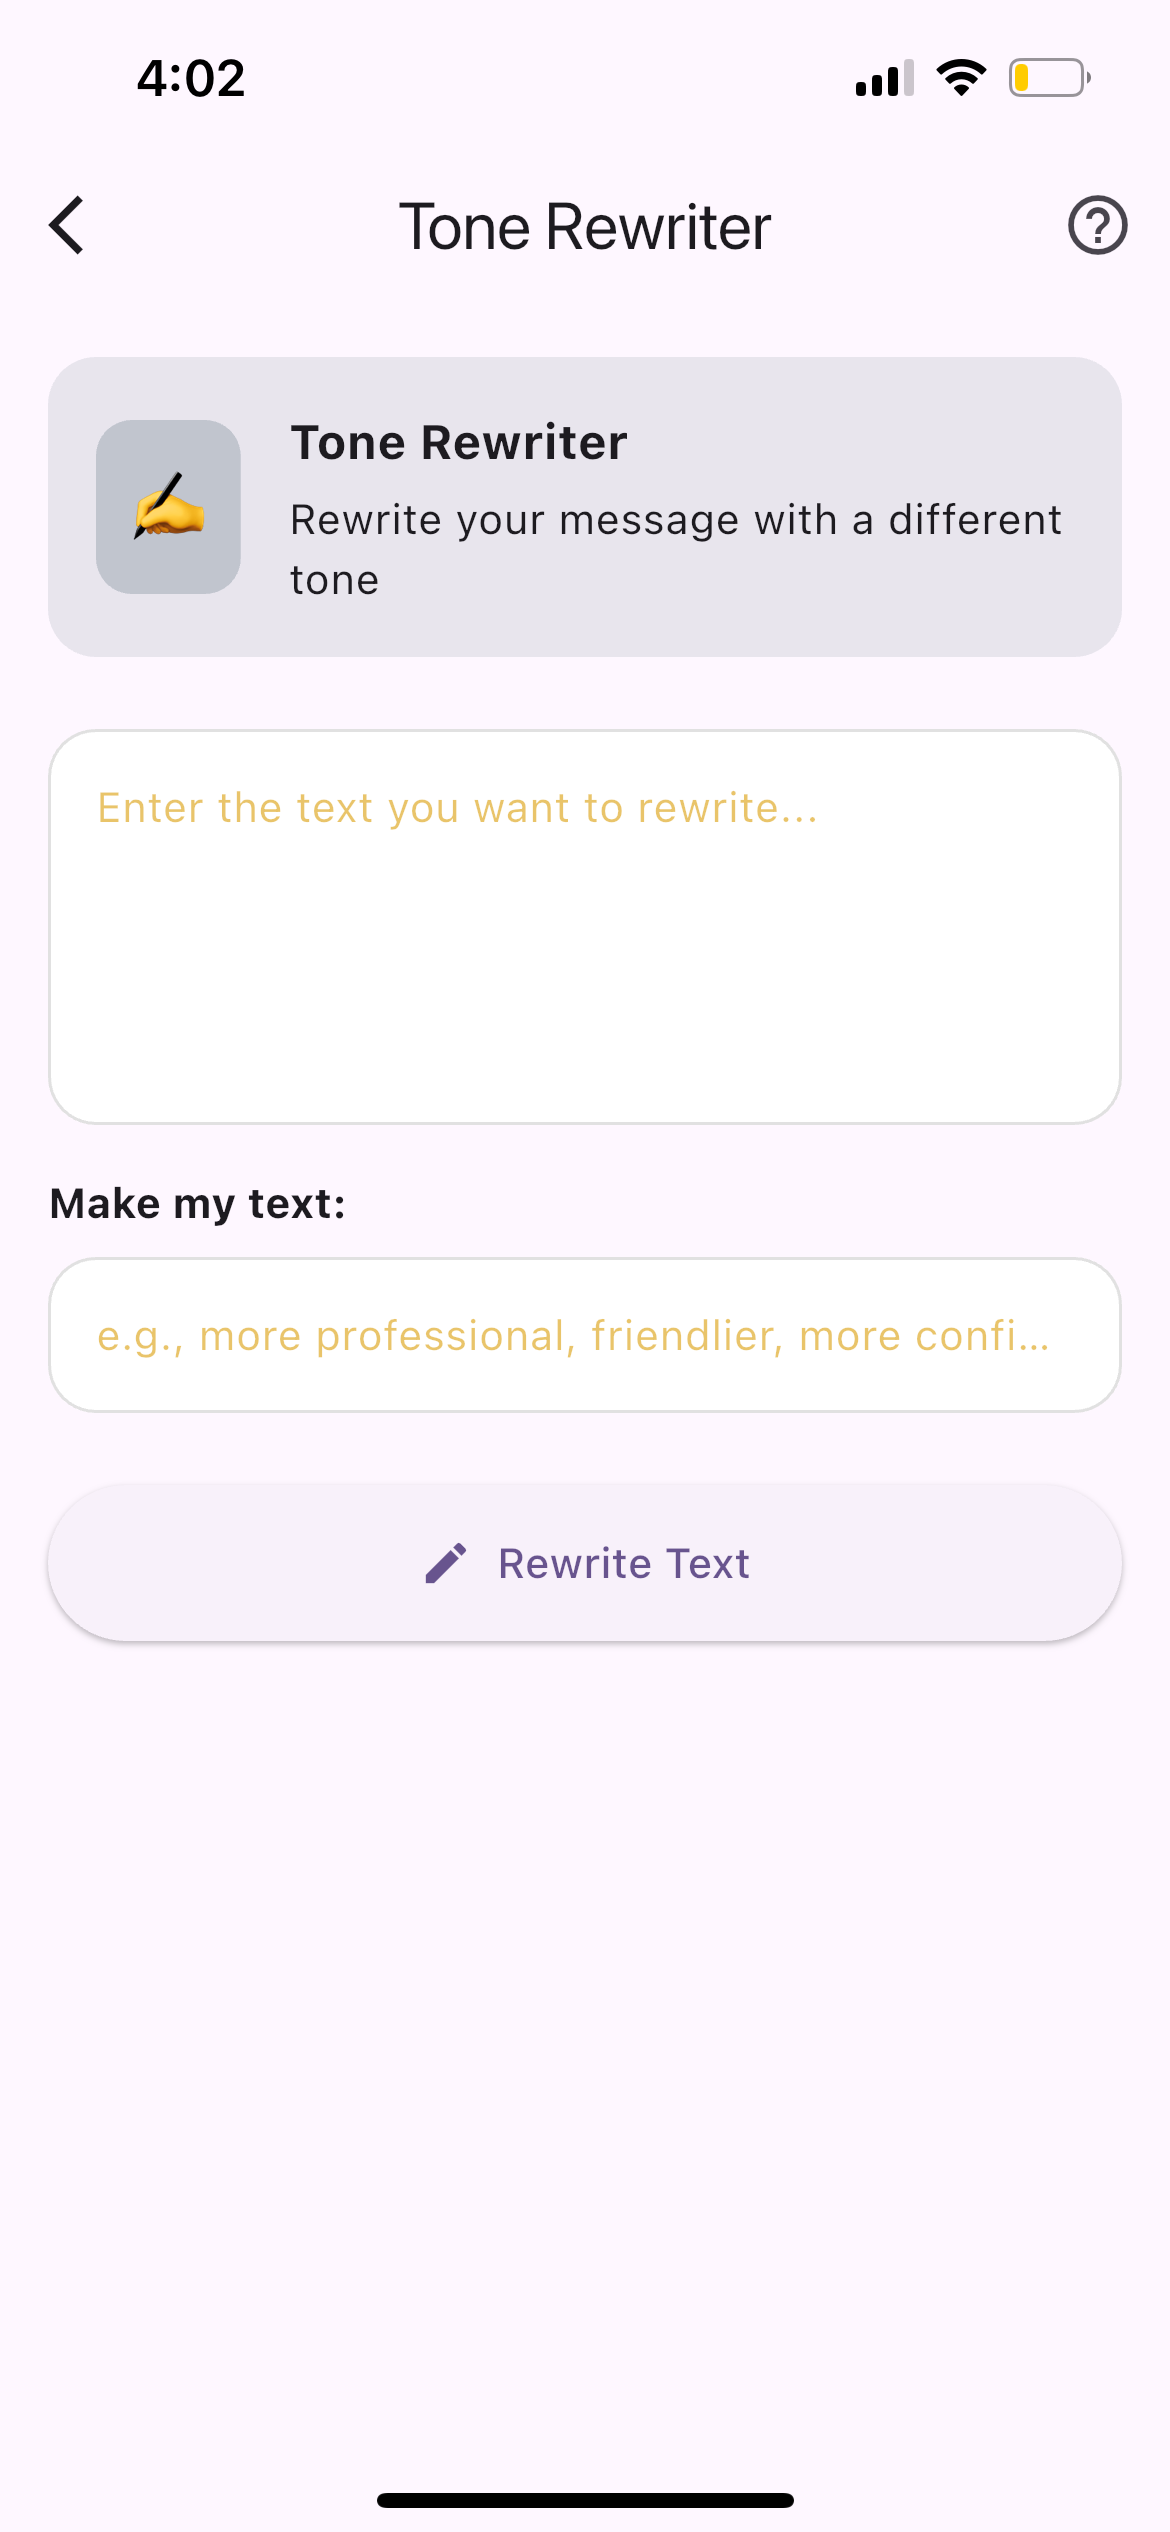 4:02
Tone Rewriter
Tone Rewriter
Rewrite your message with a different
tone
Enter the text you want to rewrite...
Make my text:
e.g., more professional, friendlier, more confi...
Rewrite Text